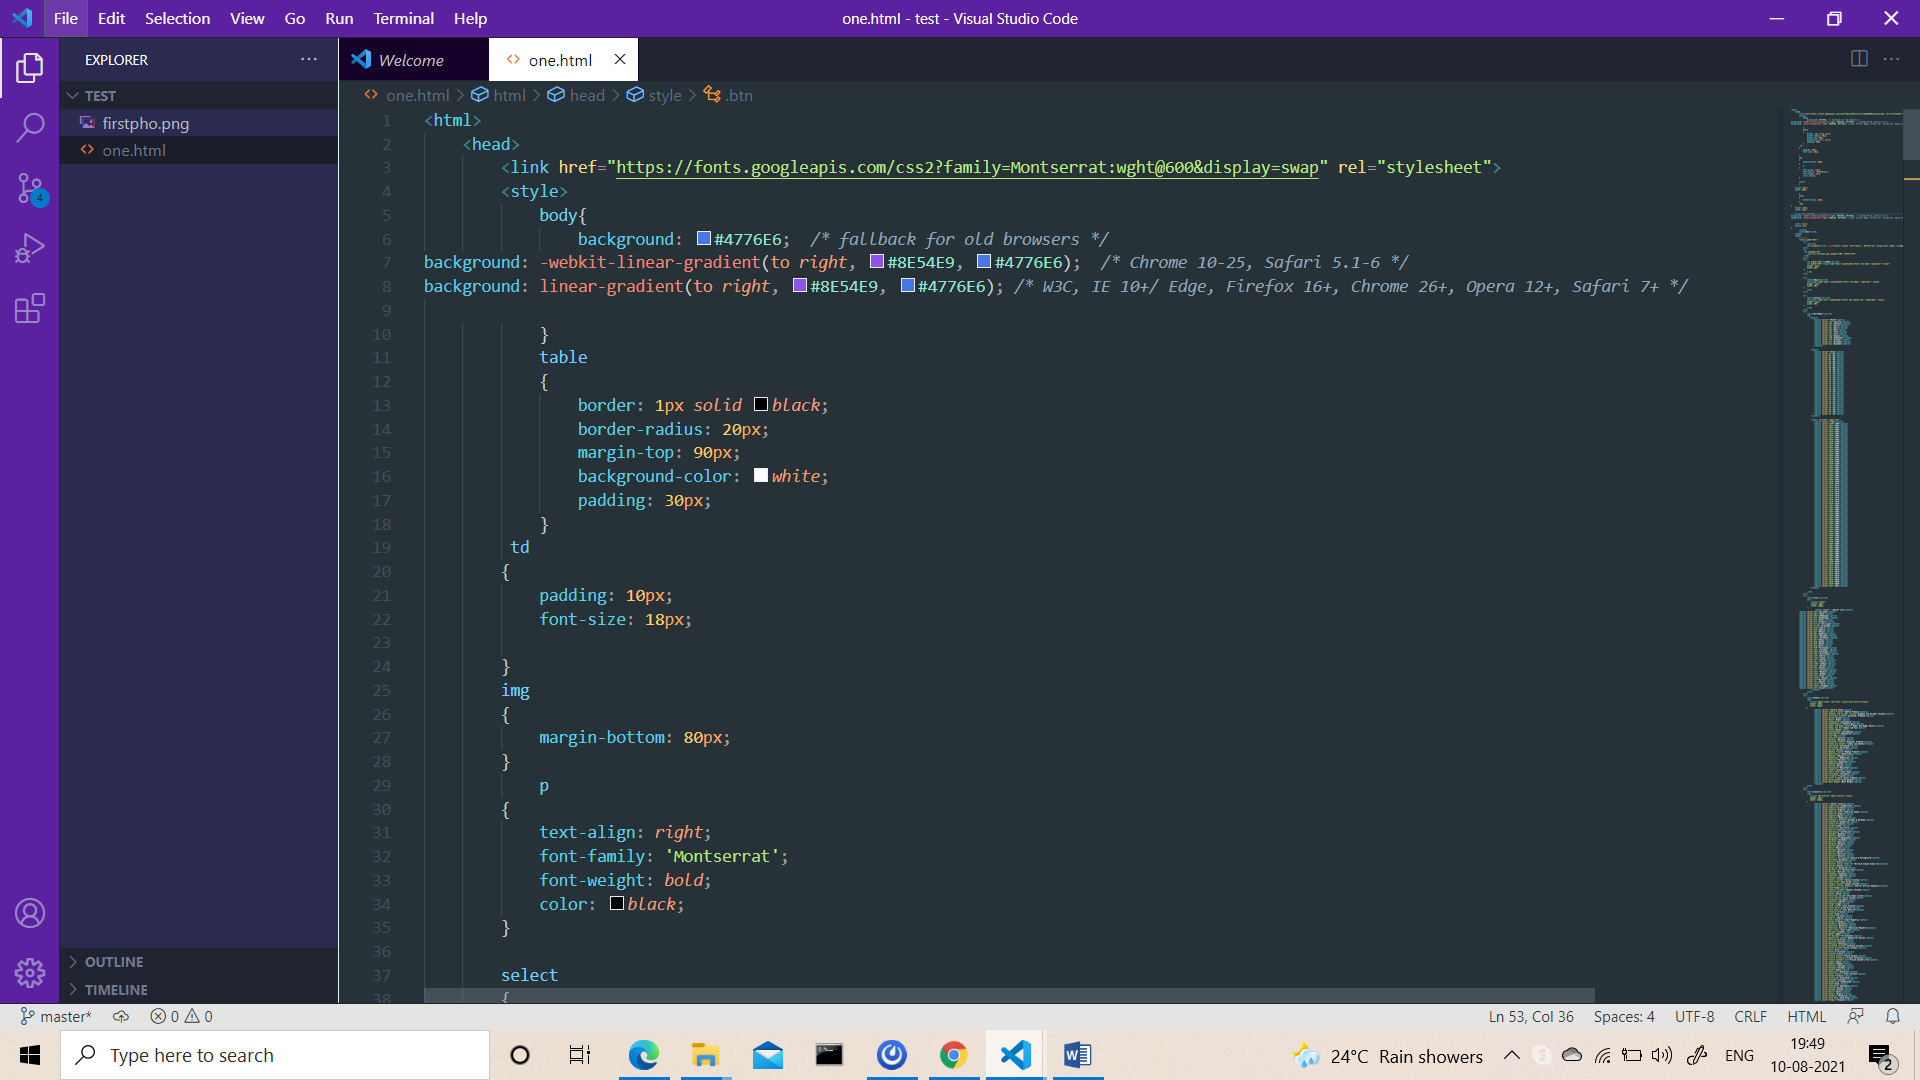 File Edit Selection View Go Run Terminal Help
one.html - test - Visual Studio Code
EXPLORER
TEST
firstpho.png
one.html
Welcome
one.html
one.html > html > head > style > .btn
1 <html>
2 <head>
3 <link href="https://fonts.googleapis.com/css2?family=Montserrat:wght@600&display=swap" rel="stylesheet">
4 <style>
5 body{
6 background: #4776E6; /* fallback for old browsers */
7 background: -webkit-linear-gradient(to right, #8E54E9, #4776E6); /* Chrome 10-25, Safari 5.1-6 */
8 background: linear-gradient(to right, #8E54E9, #4776E6); /* W3C, IE 10+/ Edge, Firefox 16+, Chrome 26+, Opera 12+, Safari 7+ */
9
10 }
11 table
12 {
13 border: 1px solid black;
14 border-radius: 20px;
15 margin-top: 90px;
16 background-color: white;
17 padding: 30px;
18 }
19 td
20 {
21 padding: 10px;
22 font-size: 18px;
23
24 }
25 img
26 {
27 margin-bottom: 80px;
28 }
29 p
30 {
31 text-align: right;
32 font-family: 'Montserrat';
33 font-weight: bold;
34 color: black;
35 }
36
37 select
38 {
4
OUTLINE
TIMELINE
master* 0 0
Ln 53, Col 36 Spaces: 4 UTF-8 CRLF HTML
Type here to search
24°C Rain showers
ENG
19:49
10-08-2021
2